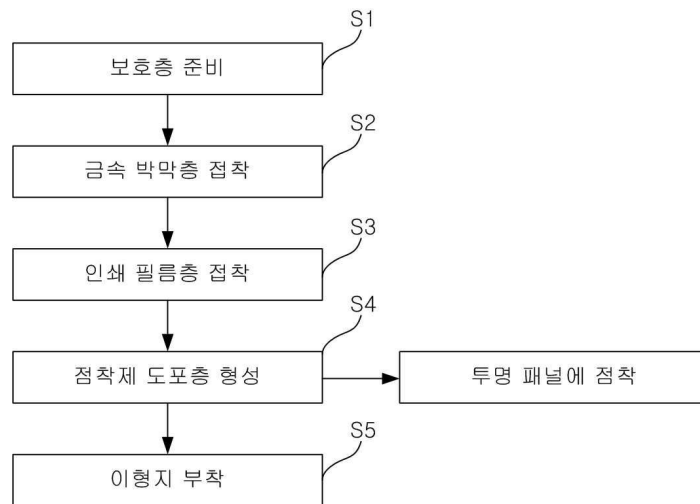 S1
보호층 준비
S2
금속 박막층 접착
S3
인쇄 필름층 접착
S4
점착제 도포층 형성
투명 패널에 점착
S5
이형지 부착